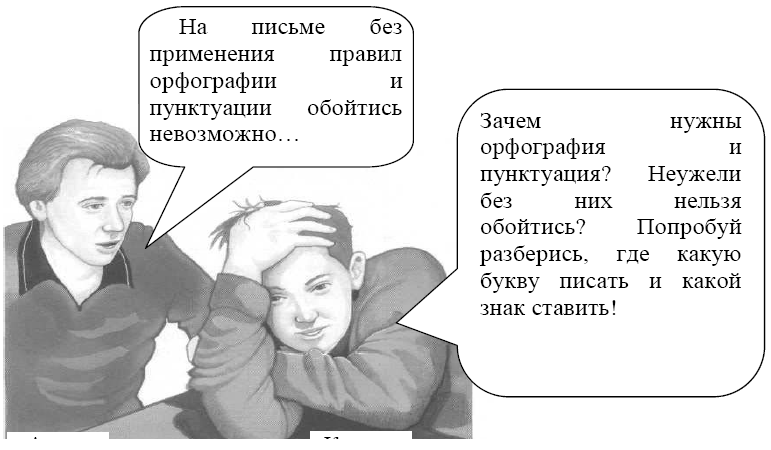 На письме без
применения правил
орфографии и
пунктуации обойтись
невозможно…
Зачем нужны
орфография и
пунктуация? Неужели
без них нельзя
обойтись? Попробуй
разберись, где какую
букву писать и какой
знак ставить!